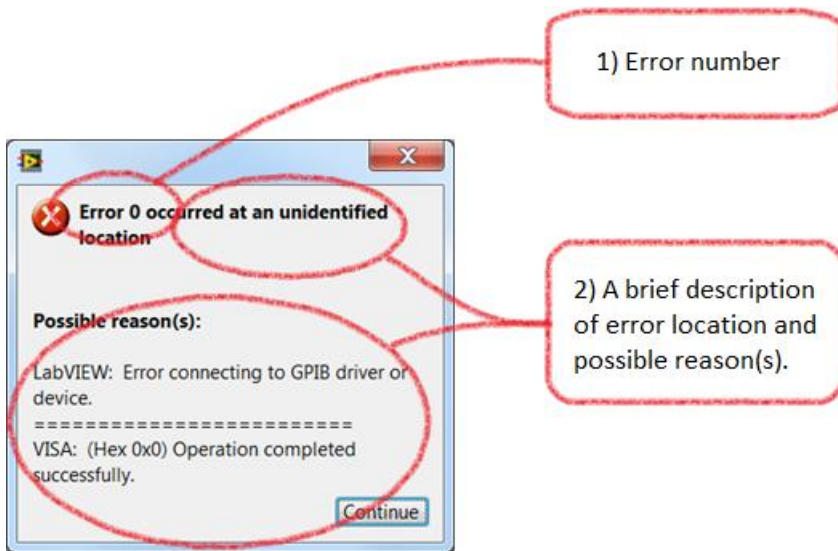 1) Error number
X
Error 0 occurred at an unidentified
location
Possible reason(s):
LabVIEW: Error connecting to GPIB driver or
device.
=========================
VISA: (Hex 0x0) Operation completed
successfully.
Continue
2) A brief description
of error location and
possible reason(s).